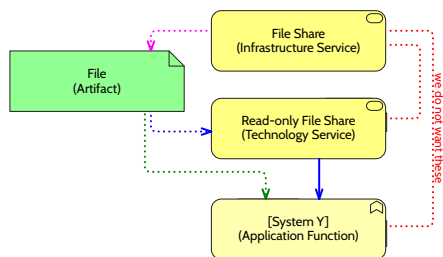 File Share
(Infrastructure Service)
File
(Artifact)
we do not want these
Read-only File Share
(Technology Service)
[System Y]
(Application Function)